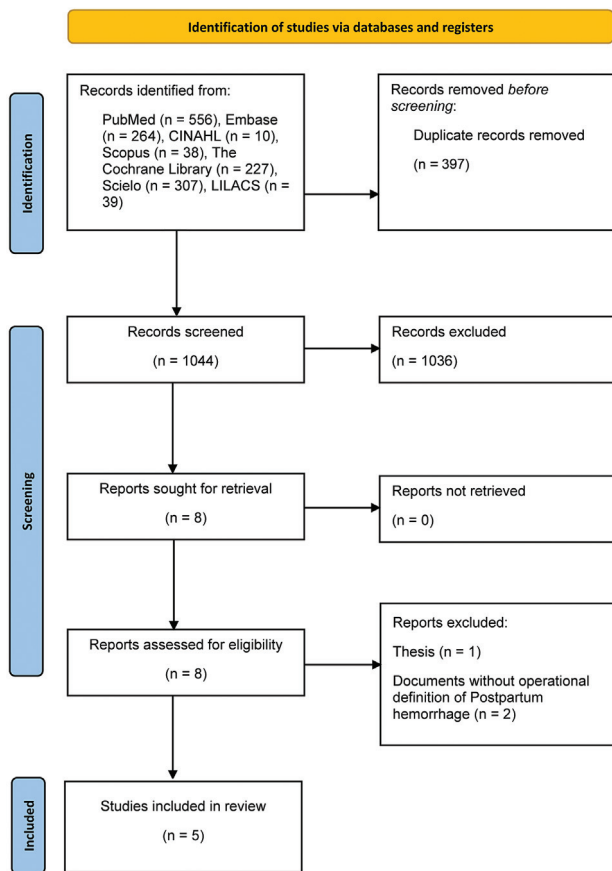 Identification of studies via databases and registers
Identification
Records identified from:
PubMed (n = 556), Embase
(n = 264), CINAHL (n = 10),
Scopus (n = 38), The
Cochrane Library (n = 227),
Scielo (n = 307), LILACS (n =
39)
Records removed before
screening:
Duplicate records removed
(n = 397)
Screening
Records screened
(n = 1044)
Records excluded
(n = 1036)
Reports sought for retrieval
(n = 8)
Reports not retrieved
(n = 0)
Reports assessed for eligibility
(n = 8)
Reports excluded:
Thesis (n = 1)
Documents without operational
definition of Postpartum
hemorrhage (n = 2)
Included
Studies included in review
(n = 5)